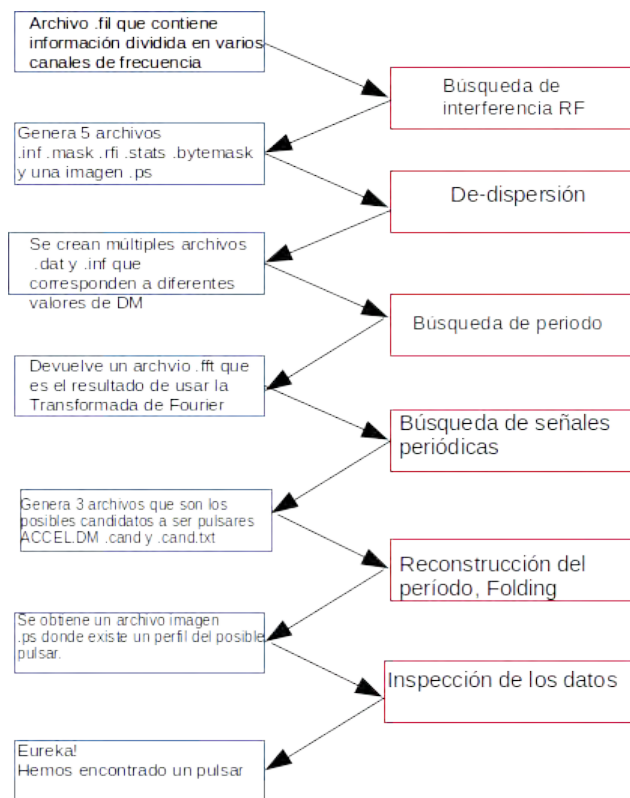 Archivo .fil que contiene
información dividida en varios
canales de frecuencia
Búsqueda de
interferencia RF
Genera 5 archivos
.inf .mask .rfi .stats .bytemask
y una imagen .ps
De-dispersión
Se crean múltiples archivos
.dat y .inf que
corresponden a diferentes
valores de DM
Búsqueda de periodo
Devuelve un archvio .fft que
es el resultado de usar la
Transformada de Fourier
Búsqueda de señales
periódicas
Genera 3 archivos que son los
posibles candidatos a ser pulsares
ACCEL.DM .cand y .cand.txt
Reconstrucción del
período, Folding
Se obtiene un archivo imagen
.ps donde existe un perfil del posible
pulsar.
Inspección de los datos
Eureka!
Hemos encontrado un pulsar